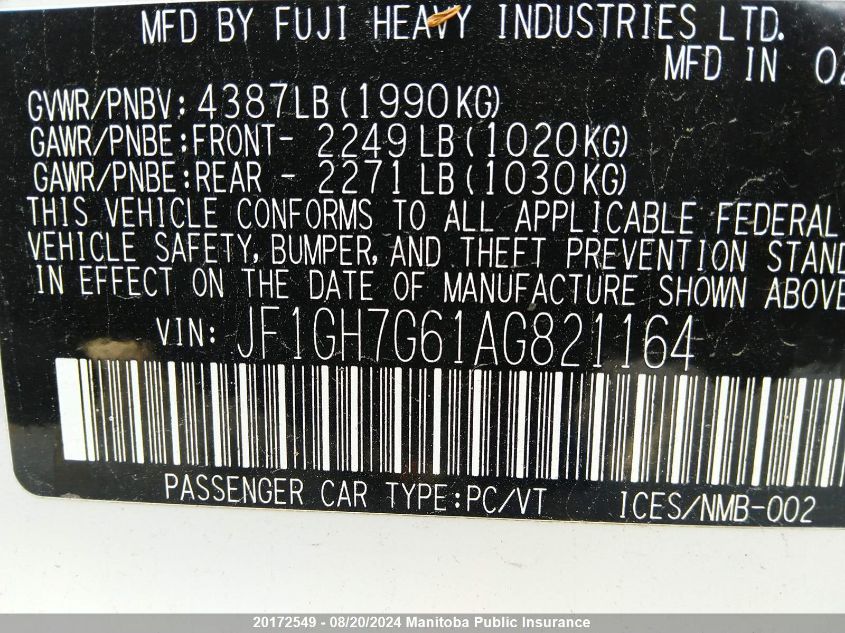 MFD BY FUJI HEAVY INDUSTRIES LTD.
MFD IN 02
GVWR/PNBV: 4387LB(1990KG)
GAWR/PNBE:FRONT- 2249LB(1020KG)
GAWR/PNBE:REAR - 2271LB(1030KG)
THIS VEHICLE CONFORMS TO ALL APPLICABLE FEDERAL
VEHICLE SAFETY, BUMPER, AND THEFT PREVENTION STAND
IN EFFECT ON THE DATE OF MANUFACTURE SHOWN ABOVE
VIN: JF1GH7G61AG821164
PASSENGER CAR TYPE:PC/VT ICES/NMB-002
20172549 - 08/20/2024 Manitoba Public Insurance